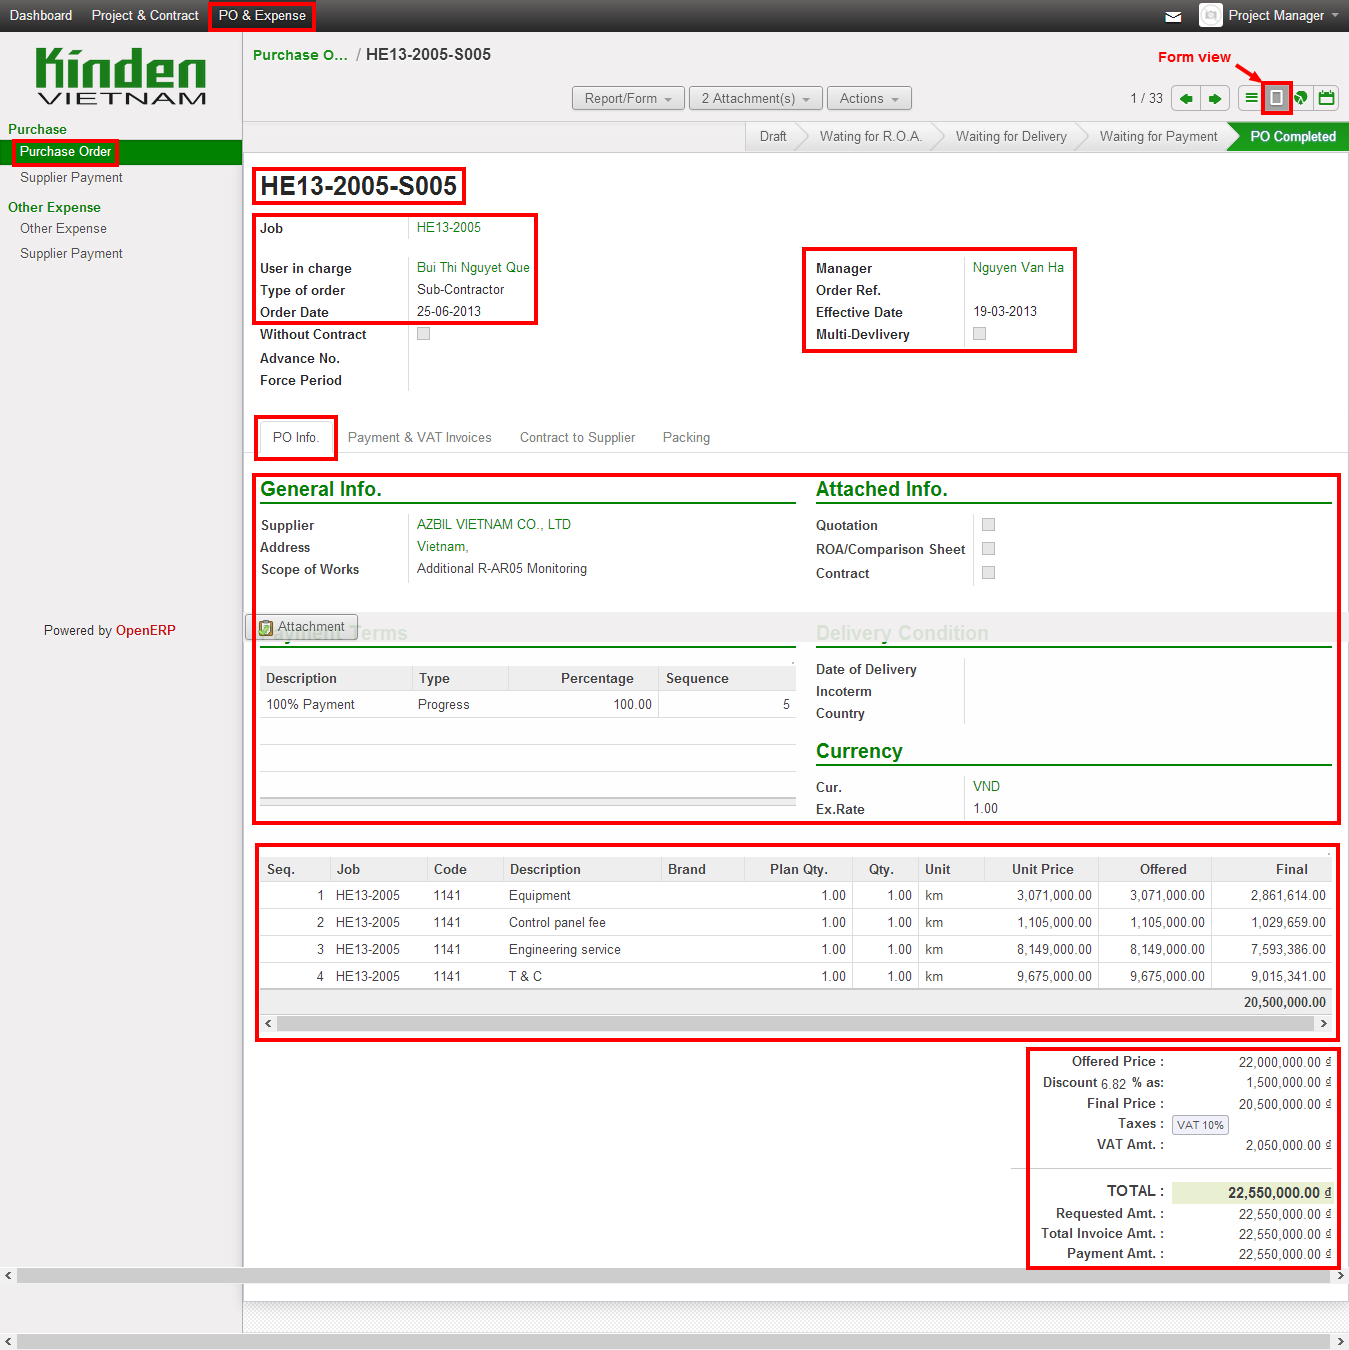 Dashboard Project & Contract PO & Expense Project Manager
Kinden
VIETNAM
Purchase O... / HE13-2005-S005
Form view
Report/Form 2 Attachment(s) Actions 1 / 33
Draft Wating for R.O.A. Waiting for Delivery Waiting for Payment PO Completed
Purchase
Purchase Order
Supplier Payment
Other Expense
Other Expense
Supplier Payment
Powered by OpenERP
HE13-2005-S005
Job HE13-2005
User in charge Bui Thi Nguyet Que
Type of order Sub-Contractor
Order Date 25-06-2013
Without Contract
Advance No.
Force Period
Manager Nguyen Van Ha
Order Ref.
Effective Date 19-03-2013
Multi-Devlivery
PO Info. Payment & VAT Invoices Contract to Supplier Packing
General Info.
Supplier AZBIL VIETNAM CO., LTD
Address Vietnam,
Scope of Works Additional R-AR05 Monitoring
Attached Info.
Quotation
ROA/Comparison Sheet
Contract
Attachment
Payment Terms
Description Type Percentage Sequence
100% Payment Progress 100.00 5
Delivery Condition
Date of Delivery
Incoterm
Country
Currency
Cur. VND
Ex.Rate 1.00
Seq. Job Code Description Brand Plan Qty. Qty. Unit Unit Price Offered Final
1 HE13-2005 1141 Equipment 1.00 1.00 km 3,071,000.00 3,071,000.00 2,861,614.00
2 HE13-2005 1141 Control panel fee 1.00 1.00 km 1,105,000.00 1,105,000.00 1,029,659.00
3 HE13-2005 1141 Engineering service 1.00 1.00 km 8,149,000.00 8,149,000.00 7,593,386.00
4 HE13-2005 1141 T & C 1.00 1.00 km 9,675,000.00 9,675,000.00 9,015,341.00
20,500,000.00
Offered Price : 22,000,000.00 ₫
Discount 6.82 % as: 1,500,000.00 ₫
Final Price : 20,500,000.00 ₫
Taxes : VAT 10%
VAT Amt. : 2,050,000.00 ₫
TOTAL : 22,550,000.00 ₫
Requested Amt. : 22,550,000.00 ₫
Total Invoice Amt. : 22,550,000.00 ₫
Payment Amt. : 22,550,000.00 ₫